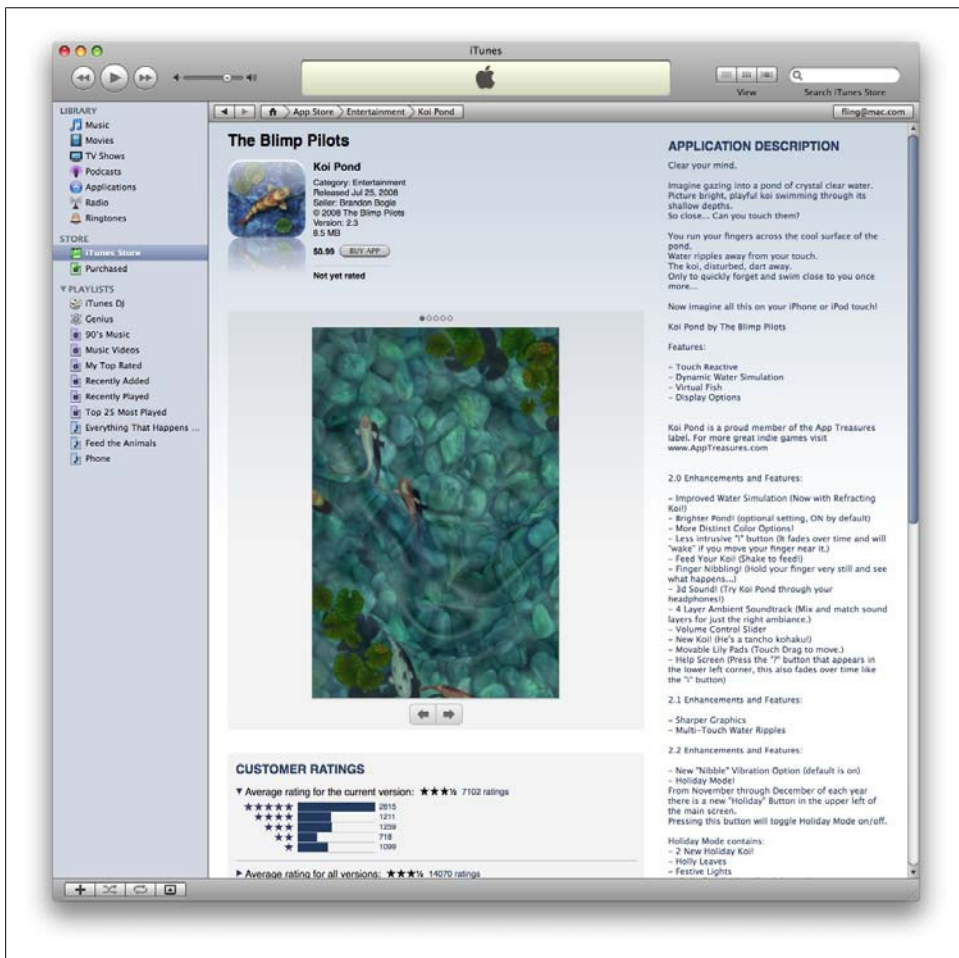 iTunes
View
Search iTunes Store
LIBRARY
Music
Movies
TV Shows
Podcasts
Applications
Radio
Ringtones
STORE
iTunes Store
Purchased
PLAYLISTS
iTunes DJ
Genius
90's Music
Music Videos
My Top Rated
Recently Added
Recently Played
Top 25 Most Played
Everything That Happens ...
Feed the Animals
Phone
App Store
Entertainment
Koi Pond
fling@mac.com
The Blimp Pilots
Koi Pond
Category: Entertainment
Released Jul 25, 2008
Seller: Brandon Bogle
© 2008 The Blimp Pilots
Version: 2.3
8.5 MB
$0.99 BUY APP
Not yet rated
CUSTOMER RATINGS
Average rating for the current version: ★★★½ 7102 ratings
★★★★★ 2815
★★★★ 1211
★★★ 1259
★★ 718
★ 1099
Average rating for all versions: ★★★½ 14070 ratings
APPLICATION DESCRIPTION
Clear your mind.
Imagine gazing into a pond of crystal clear water.
Picture bright, playful koi swimming through its
shallow depths.
So close... Can you touch them?
You run your fingers across the cool surface of the
pond.
Water ripples away from your touch.
The koi, disturbed, dart away.
Only to quickly forget and swim close to you once
more...
Now imagine all this on your iPhone or iPod touch!
Koi Pond by The Blimp Pilots
Features:
- Touch Reactive
- Dynamic Water Simulation
- Virtual Fish
- Display Options
Koi Pond is a proud member of the App Treasures
label. For more great indie games visit
www.AppTreasures.com
2.0 Enhancements and Features:
- Improved Water Simulation (Now with Refracting
Koi!)
- Brighter Pond! (optional setting, ON by default)
- More Distinct Color Options!
- Less intrusive "i" button (It fades over time and will
"wake" if you move your finger near it.)
- Feed Your Koi! (Shake to feed!)
- Finger Nibbling! (Hold your finger very still and see
what happens...)
- 3d Sound! (Try Koi Pond through your
headphones!)
- 4 Layer Ambient Soundtrack (Mix and match sound
layers for just the right ambiance.)
- Volume Control Slider
- New Koi! (He's a tancho kohaku!)
- Movable Lily Pads (Touch Drag to move.)
- Help Screen (Press the "?" button that appears in
the lower left corner, this also fades over time like
the "i" button)
2.1 Enhancements and Features:
- Sharper Graphics
- Multi-Touch Water Ripples
2.2 Enhancements and Features:
- New "Nibble" Vibration Option (default is on)
- Holiday Mode!
From November through December of each year
there is a new "Holiday" Button in the upper left of
the main screen.
Pressing this button will toggle Holiday Mode on/off.
Holiday Mode contains:
- 2 New Holiday Koi!
- Holly Leaves
- Festive Lights